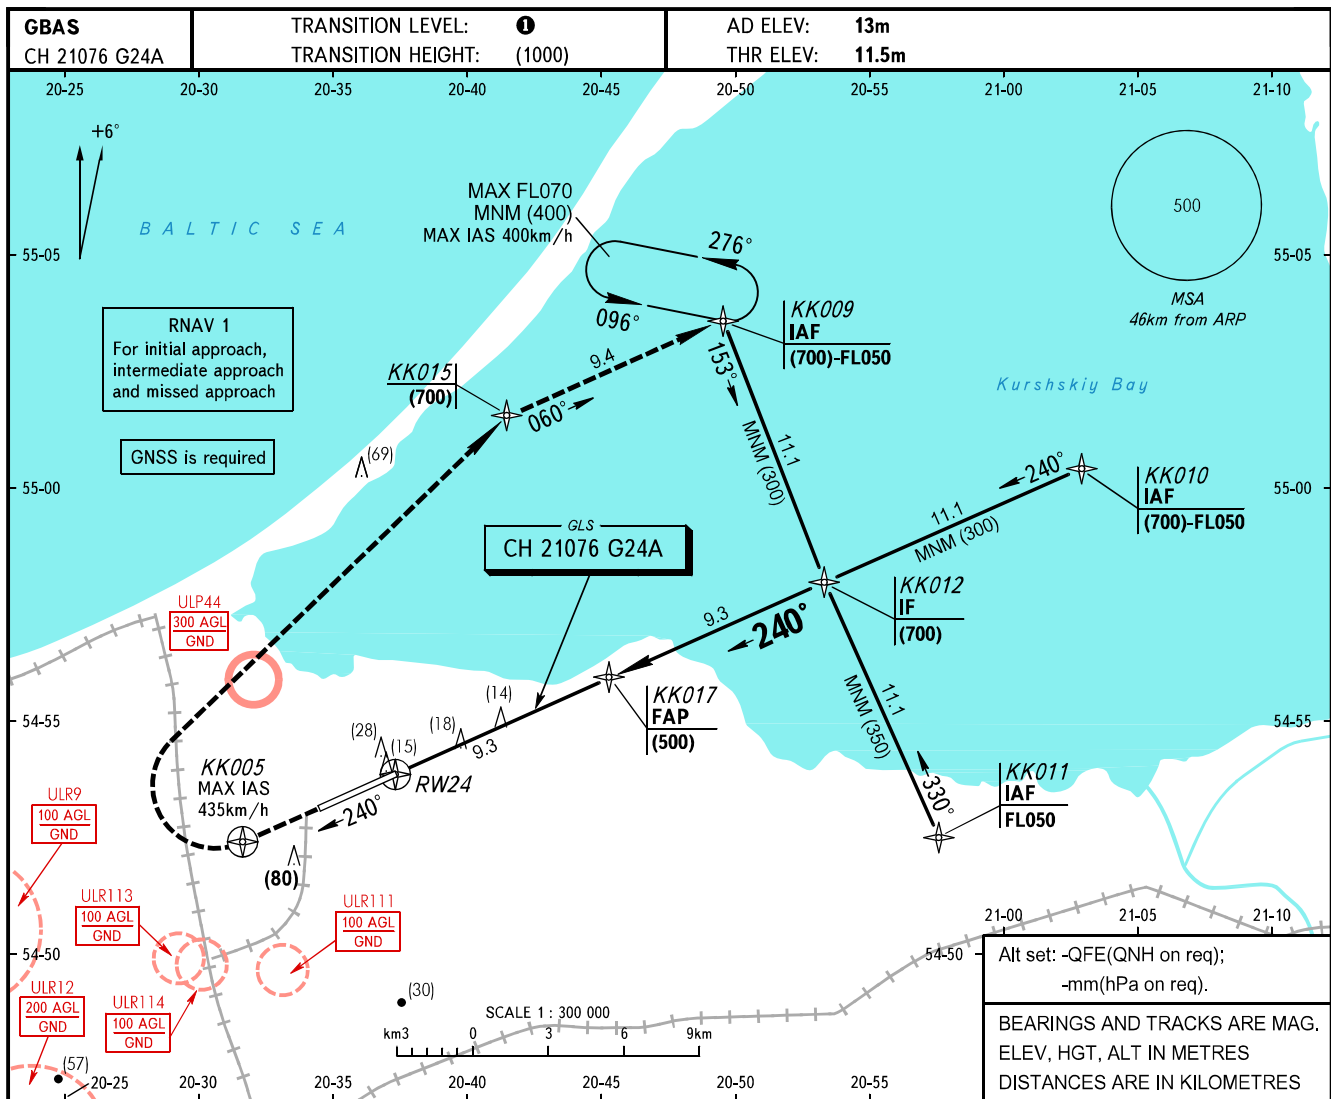 GBAS
CH 21076 G24A
TRANSITION LEVEL: ❶
TRANSITION HEIGHT: (1000)
AD ELEV: 13m
THR ELEV: 11.5m
20-25 20-30 20-35 20-40 20-45 20-50 20-55 21-00 21-05 21-10
+6°
BALTIC SEA
MAX FL070
MNM (400)
MAX IAS 400km/h
276°
096°
500
MSA
46km from ARP
55-05
55-05
RNAV 1
For initial approach,
intermediate approach
and missed approach
GNSS is required
KK015
(700)
9.4
060°
KK009
IAF
(700)-FL050
153°
11.1
MNM (300)
Kurshskiy Bay
(69)
55-00
55-00
240°
KK010
IAF
(700)-FL050
11.1
MNM (300)
GLS
CH 21076 G24A
KK012
IF
(700)
9.3
240°
ULP44
300 AGL
GND
KK017
FAP
(500)
11.1
MNM (350)
54-55
54-55
(14)
(18)
(28)
(15)
9.3
RW24
240°
KK005
MAX IAS
435km/h
KK011
IAF
FL050
330°
ULR9
100 AGL
GND
(80)
ULR113
100 AGL
GND
ULR111
100 AGL
GND
54-50
54-50
ULR12
200 AGL
GND
ULR114
100 AGL
GND
(30)
(57)
SCALE 1 : 300 000
km3 0 3 6 9km
21-00 21-05 21-10
Alt set: -QFE(QNH on req);
-mm(hPa on req).
BEARINGS AND TRACKS ARE MAG.
ELEV, HGT, ALT IN METRES
DISTANCES ARE IN KILOMETRES
20-25 20-30 20-35 20-40 20-45 20-50 20-55